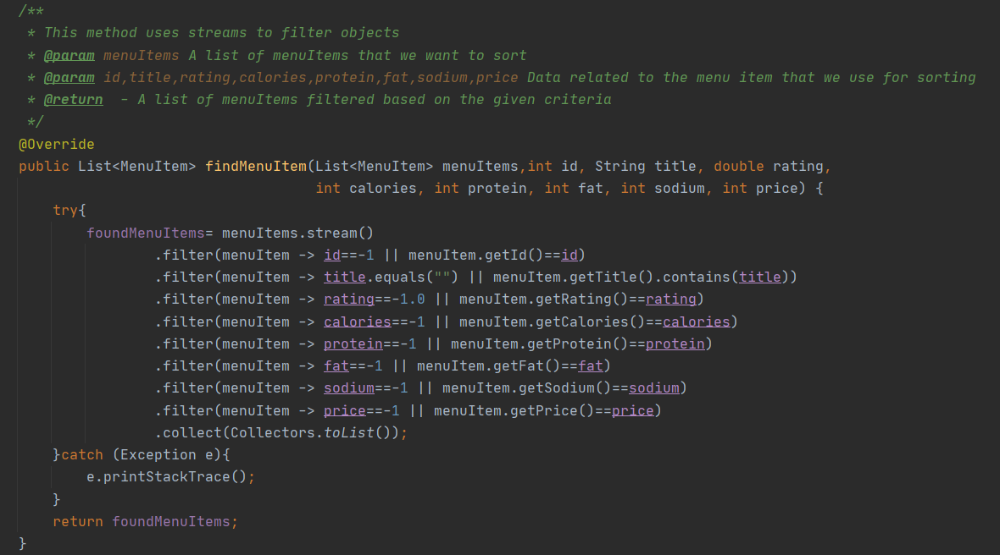 /**
 * This method uses streams to filter objects
 * @param menuItems A list of menuItems that we want to sort
 * @param id,title,rating,calories,protein,fat,sodium,price Data related to the menu item that we use for sorting
 * @return  - A list of menuItems filtered based on the given criteria
 */
@Override
public List<MenuItem> findMenuItem(List<MenuItem> menuItems,int id, String title, double rating,
                                   int calories, int protein, int fat, int sodium, int price) {
    try{
        foundMenuItems= menuItems.stream()
                .filter(menuItem -> id==-1 || menuItem.getId()==id)
                .filter(menuItem -> title.equals("") || menuItem.getTitle().contains(title))
                .filter(menuItem -> rating==-1.0 || menuItem.getRating()==rating)
                .filter(menuItem -> calories==-1 || menuItem.getCalories()==calories)
                .filter(menuItem -> protein==-1 || menuItem.getProtein()==protein)
                .filter(menuItem -> fat==-1 || menuItem.getFat()==fat)
                .filter(menuItem -> sodium==-1 || menuItem.getSodium()==sodium)
                .filter(menuItem -> price==-1 || menuItem.getPrice()==price)
                .collect(Collectors.toList());
    }catch (Exception e){
        e.printStackTrace();
    }
    return foundMenuItems;
}